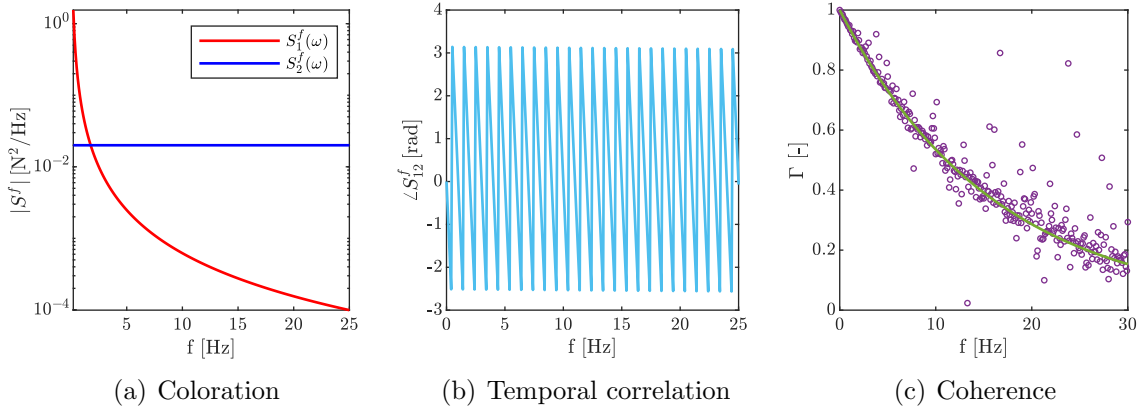 10^0
10^{-2}
10^{-4}
|S^f| [N^2/Hz]
S_1^f(ω)
S_2^f(ω)
5 10 15 20 25
f [Hz]
(a) Coloration
4
3
2
1
0
-1
-2
-3
∠S_{12}^f [rad]
0 5 10 15 20 25
f [Hz]
(b) Temporal correlation
1
0.8
0.6
0.4
0.2
0
Γ [-]
0 10 20 30
f [Hz]
(c) Coherence